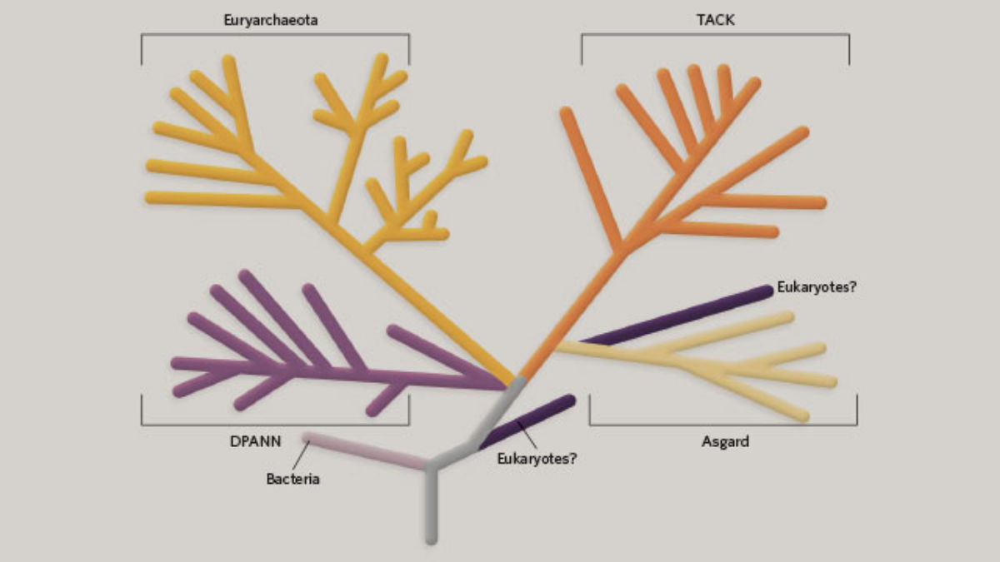 Euryarchaeota
TACK
Eukaryotes?
DPANN
Asgard
Bacteria
Eukaryotes?